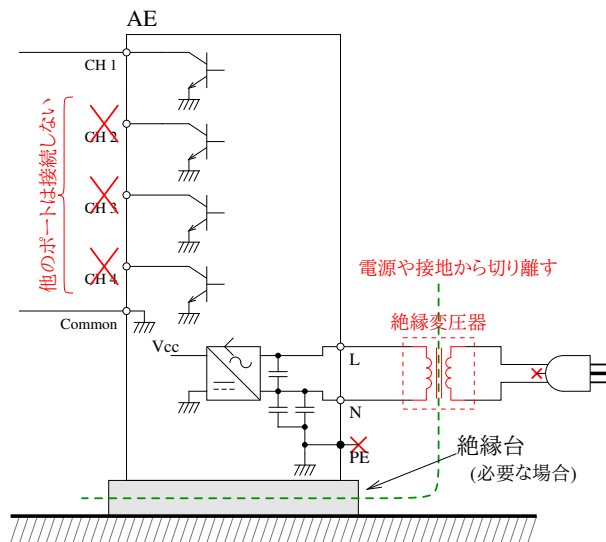 AE
CH 1
CH 2
CH 3
CH 4
他のポートは接続しない
Common
Vcc
L
N
PE
電源や接地から切り離す
絶縁変圧器
絶縁台
(必要な場合)